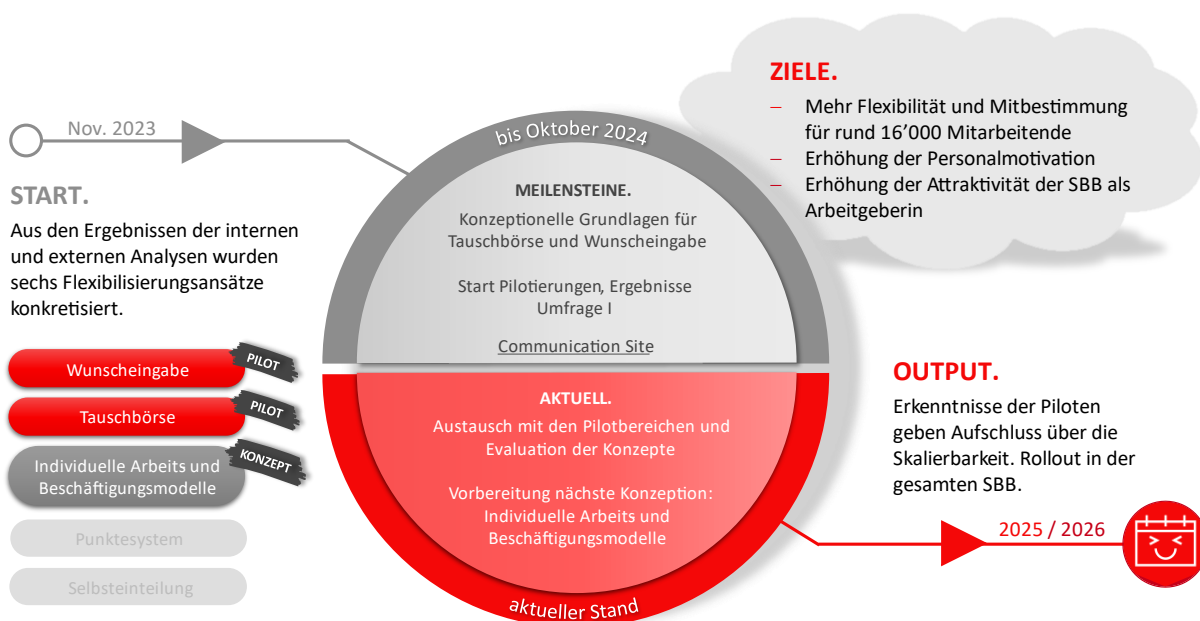 Nov. 2023
START.
Aus den Ergebnissen der internen
und externen Analysen wurden
sechs Flexibilisierungsansätze
konkretisiert.
Wunscheingabe
PILOT
Tauschbörse
PILOT
Individuelle Arbeits und
Beschäftigungsmodelle
KONZEPT
Punktesystem
Selbsteinteilung
bis Oktober 2024
MEILENSTEINE.
Konzeptionelle Grundlagen für
Tauschbörse und Wunscheingabe
Start Pilotierungen, Ergebnisse
Umfrage I
Communication Site
AKTUELL.
Austausch mit den Pilotbereichen und
Evaluation der Konzepte
Vorbereitung nächste Konzeption:
Individuelle Arbeits und
Beschäftigungsmodelle
aktueller Stand
ZIELE.
– Mehr Flexibilität und Mitbestimmung
für rund 16’000 Mitarbeitende
– Erhöhung der Personalmotivation
– Erhöhung der Attraktivität der SBB als
Arbeitgeberin
OUTPUT.
Erkenntnisse der Piloten
geben Aufschluss über die
Skalierbarkeit. Rollout in der
gesamten SBB.
2025 / 2026